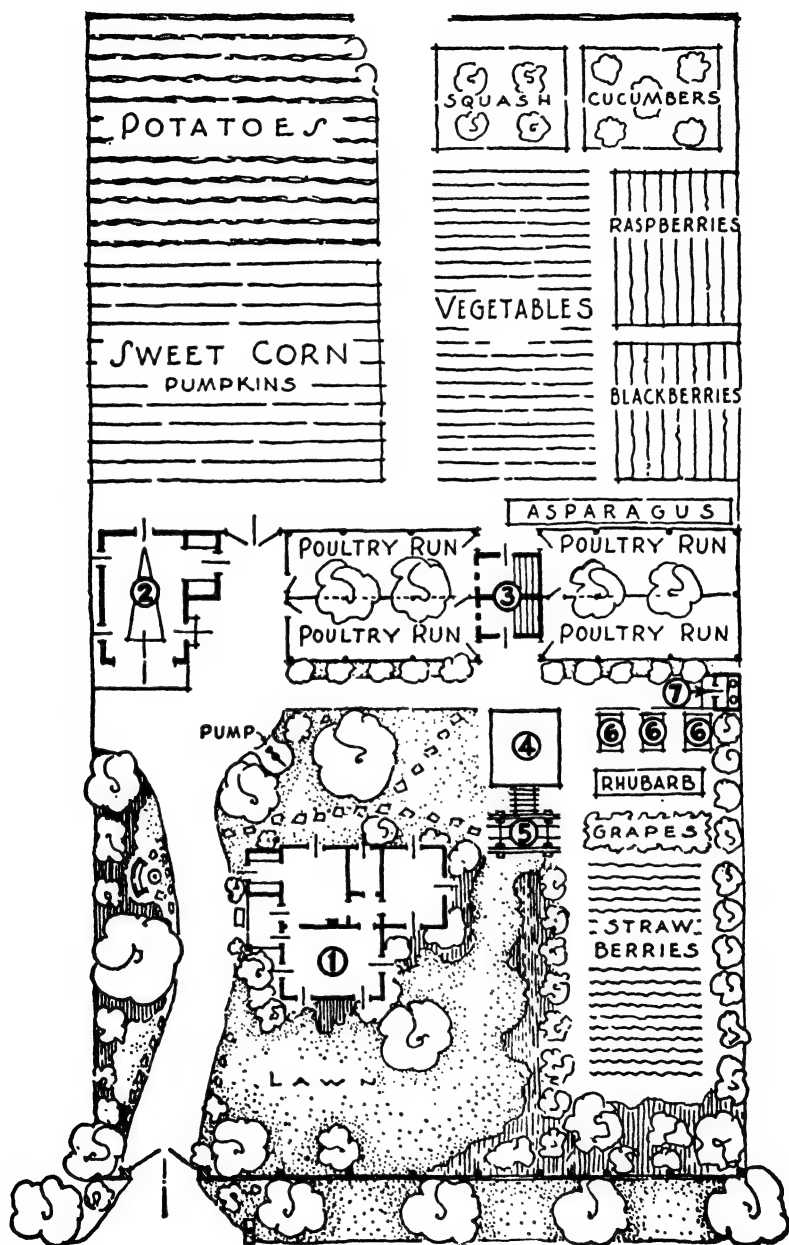 SQUASH
CUCUMBERS
POTATOES
RASPBERRIES
VEGETABLES
SWEET CORN
PUMPKINS
BLACKBERRIES
ASPARAGUS
POULTRY RUN
POULTRY RUN
2
3
POULTRY RUN
POULTRY RUN
7
PUMP
4
6 6 6
RHUBARB
5
GRAPES
STRAW
BERRIES
1
LAWN